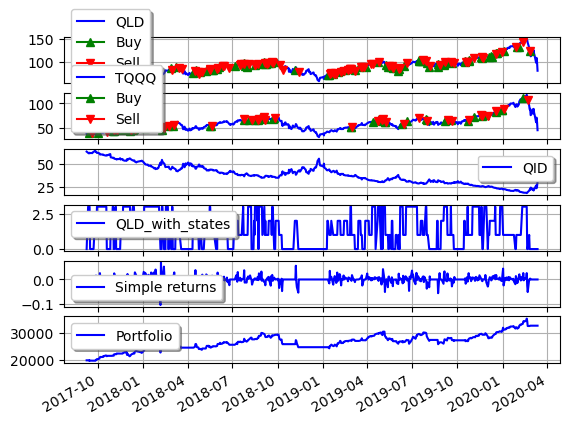 QLD
Buy
Sell
150
100
TQQQ
Buy
Sell
100
50
QID
50
25
QLD_with_states
2.5
0.0
Simple returns
0.0
−0.1
Portfolio
30000
20000
2017-10
2018-01
2018-04
2018-07
2018-10
2019-01
2019-04
2019-07
2019-10
2020-01
2020-04